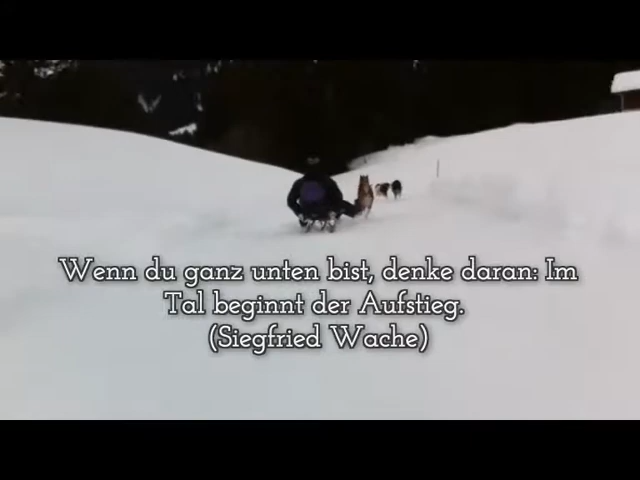 Wenn du ganz unten bist, denke daran: Im
Tal beginnt der Aufstieg.
(Siegfried Wache)